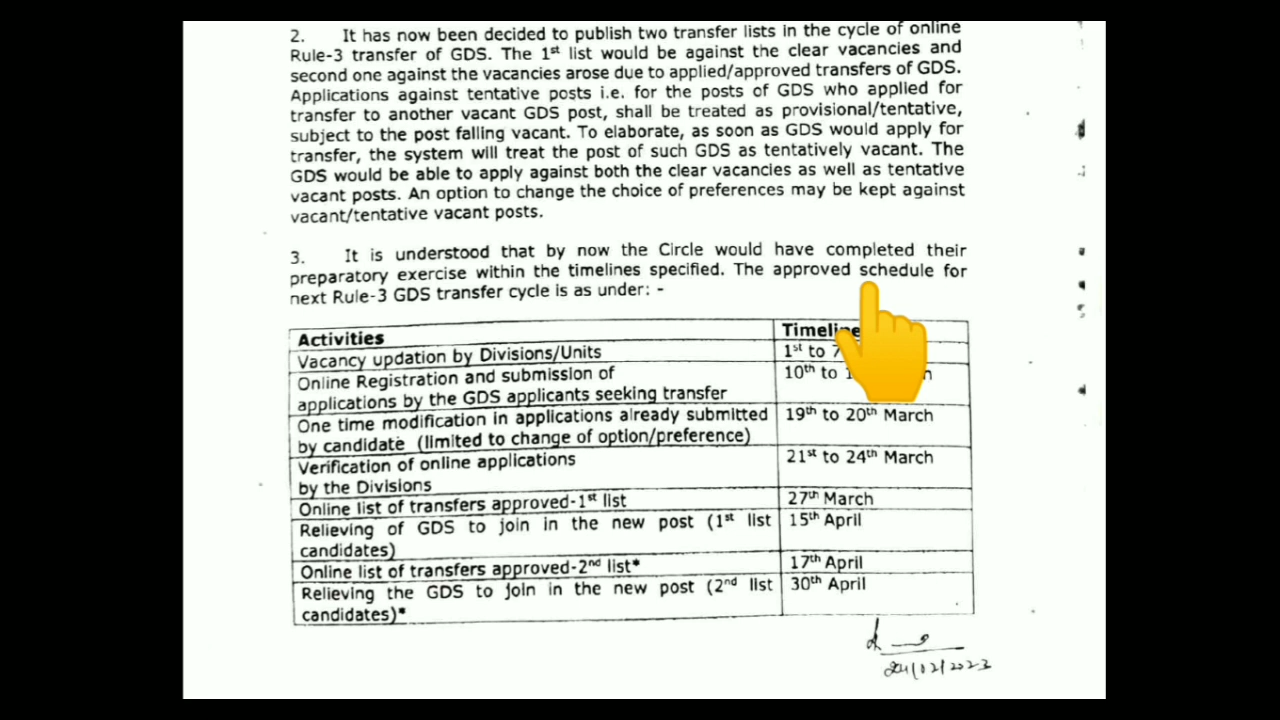 2. It has now been decided to publish two transfer lists in the cycle of online
Rule-3 transfer of GDS. The 1st list would be against the clear vacancies and
second one against the vacancies arose due to applied/approved transfers of GDS.
Applications against tentative posts i.e. for the posts of GDS who applied for
transfer to another vacant GDS post, shall be treated as provisional/tentative,
subject to the post falling vacant. To elaborate, as soon as GDS would apply for
transfer, the system will treat the post of such GDS as tentatively vacant. The
GDS would be able to apply against both the clear vacancies as well as tentative
vacant posts. An option to change the choice of preferences may be kept against
vacant/tentative vacant posts.
3. It is understood that by now the Circle would have completed their
preparatory exercise within the timelines specified. The approved schedule for
next Rule-3 GDS transfer cycle is as under: -
Activities Timeline
Vacancy updation by Divisions/Units 1st to 7
Online Registration and submission of 10th to
applications by the GDS applicants seeking transfer
One time modification in applications already submitted 19th to 20th March
by candidate (limited to change of option/preference)
Verification of online applications 21st to 24th March
by the Divisions
Online list of transfers approved-1st list 27th March
Relieving of GDS to join in the new post (1st list 15th April
candidates)
Online list of transfers approved-2nd list* 17th April
Relieving the GDS to join in the new post (2nd list 30th April
candidates)*
24/02/2023